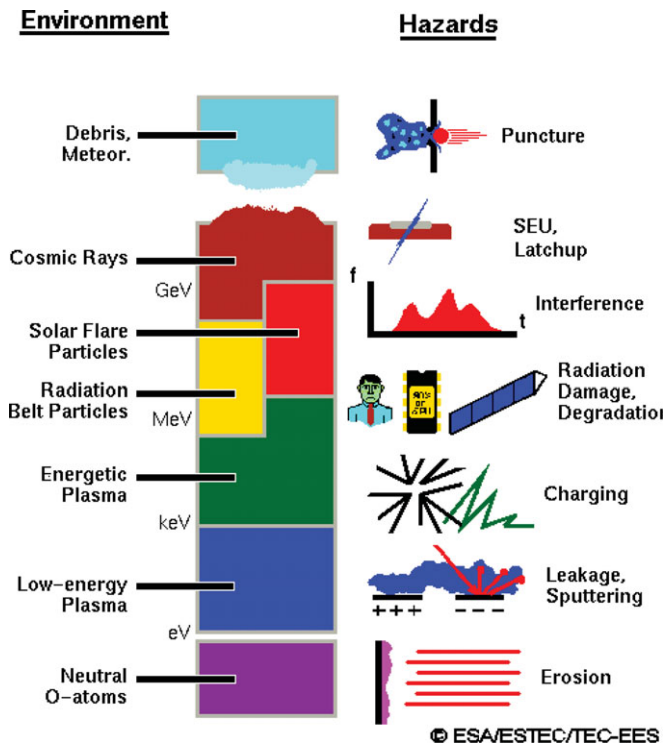 Environment
Hazards
Debris,
Meteor.
Puncture
Cosmic Rays
SEU,
Latchup
GeV
f
t
Interference
Solar Flare
Particles
Radiation
Belt Particles
MeV
Radiation
Damage,
Degradation
Energetic
Plasma
Charging
keV
Low-energy
Plasma
Leakage,
Sputtering
+ + +
- - -
eV
Neutral
O-atoms
Erosion
© ESA/ESTEC/TEC-EES